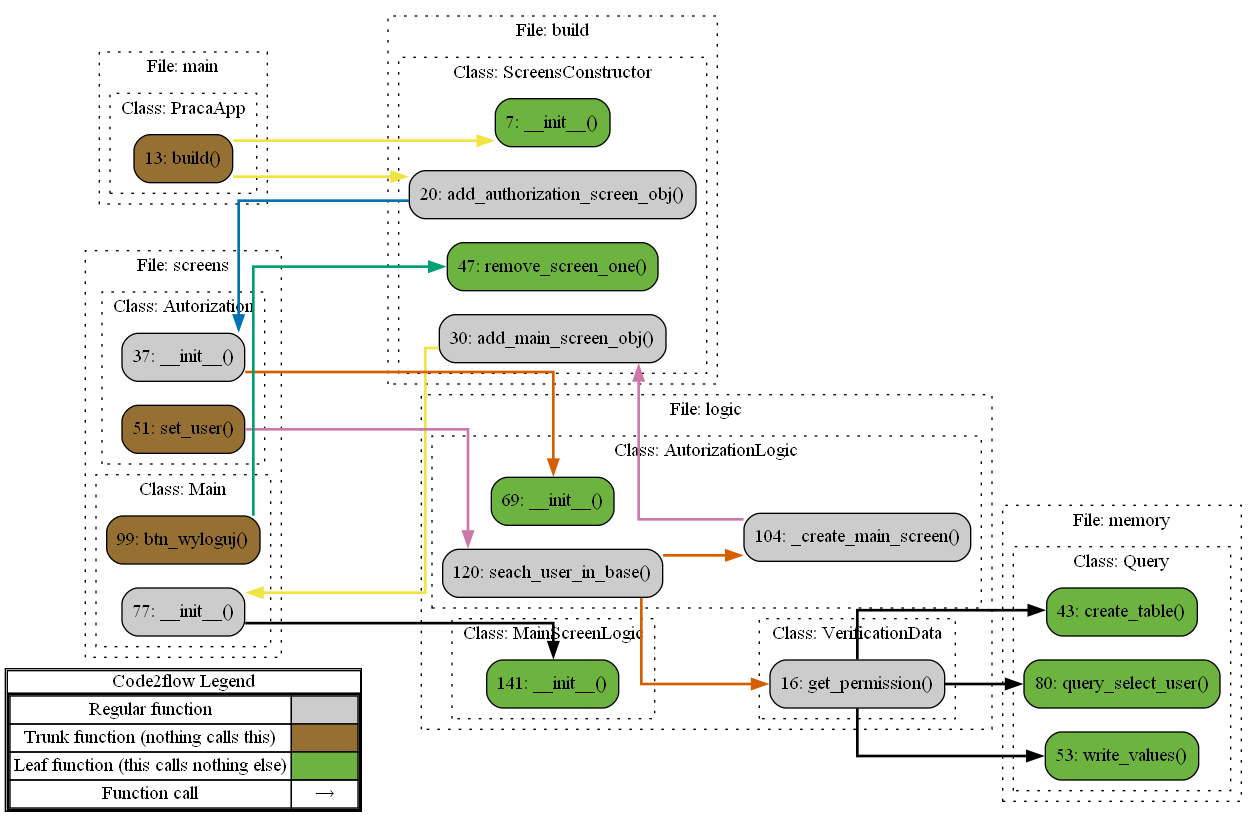 File: build
Class: ScreensConstructor
7: __init__()
20: add_authorization_screen_obj()
47: remove_screen_one()
30: add_main_screen_obj()
File: main
Class: PracaApp
13: build()
File: screens
Class: Autorization
37: __init__()
51: set_user()
Class: Main
99: btn_wyloguj()
77: __init__()
File: logic
Class: AutorizationLogic
69: __init__()
104: _create_main_screen()
120: seach_user_in_base()
Class: MainScreenLogic
141: __init__()
Class: VerificationData
16: get_permission()
File: memory
Class: Query
43: create_table()
80: query_select_user()
53: write_values()
Code2flow Legend
Regular function
Trunk function (nothing calls this)
Leaf function (this calls nothing else)
Function call →